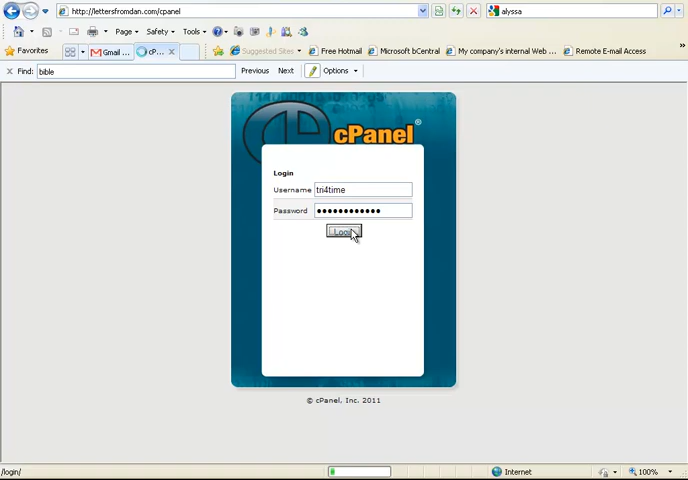 http://lettersfromdan.com/cpanel
alyssa
Page
Safety
Tools
Favorites
Gmail ...
cP...
Suggested Sites
Free Hotmail
Microsoft bCentral
My company's internal Web ...
Remote E-mail Access
Find: bible
Previous
Next
Options
cPanel®
Login
Username tri4time
Password ••••••••••••
Login
© cPanel, Inc. 2011
/login/
Internet
100%